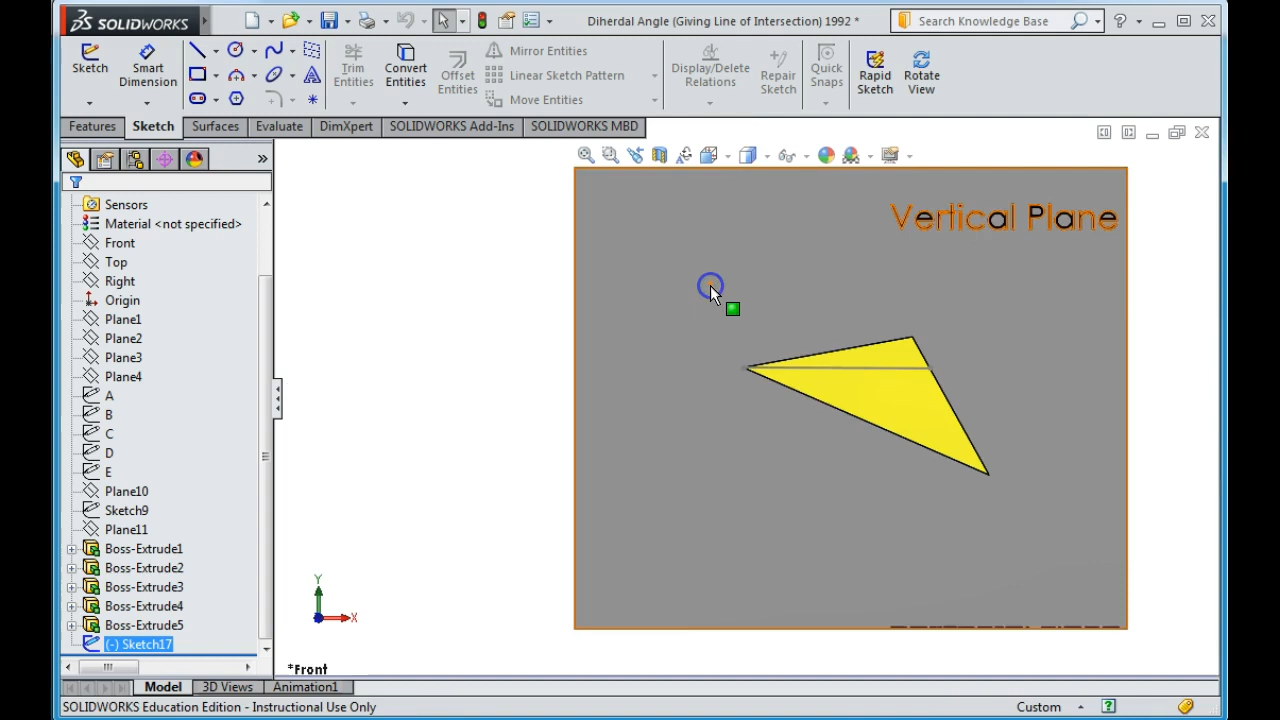 SOLIDWORKS
Diherdal Angle (Giving Line of Intersection) 1992 *
Search Knowledge Base
Sketch
Smart Dimension
Trim Entities
Convert Entities
Offset Entities
Mirror Entities
Linear Sketch Pattern
Move Entities
Display/Delete Relations
Repair Sketch
Quick Snaps
Rapid Sketch
Rotate View
Features
Sketch
Surfaces
Evaluate
DimXpert
SOLIDWORKS Add-Ins
SOLIDWORKS MBD
Sensors
Material <not specified>
Front
Top
Right
Origin
Plane1
Plane2
Plane3
Plane4
A
B
C
D
E
Plane10
Sketch9
Plane11
Boss-Extrude1
Boss-Extrude2
Boss-Extrude3
Boss-Extrude4
Boss-Extrude5
(-) Sketch17
Vertical Plane
Y
X
*Front
Model
3D Views
Animation1
SOLIDWORKS Education Edition - Instructional Use Only
Custom